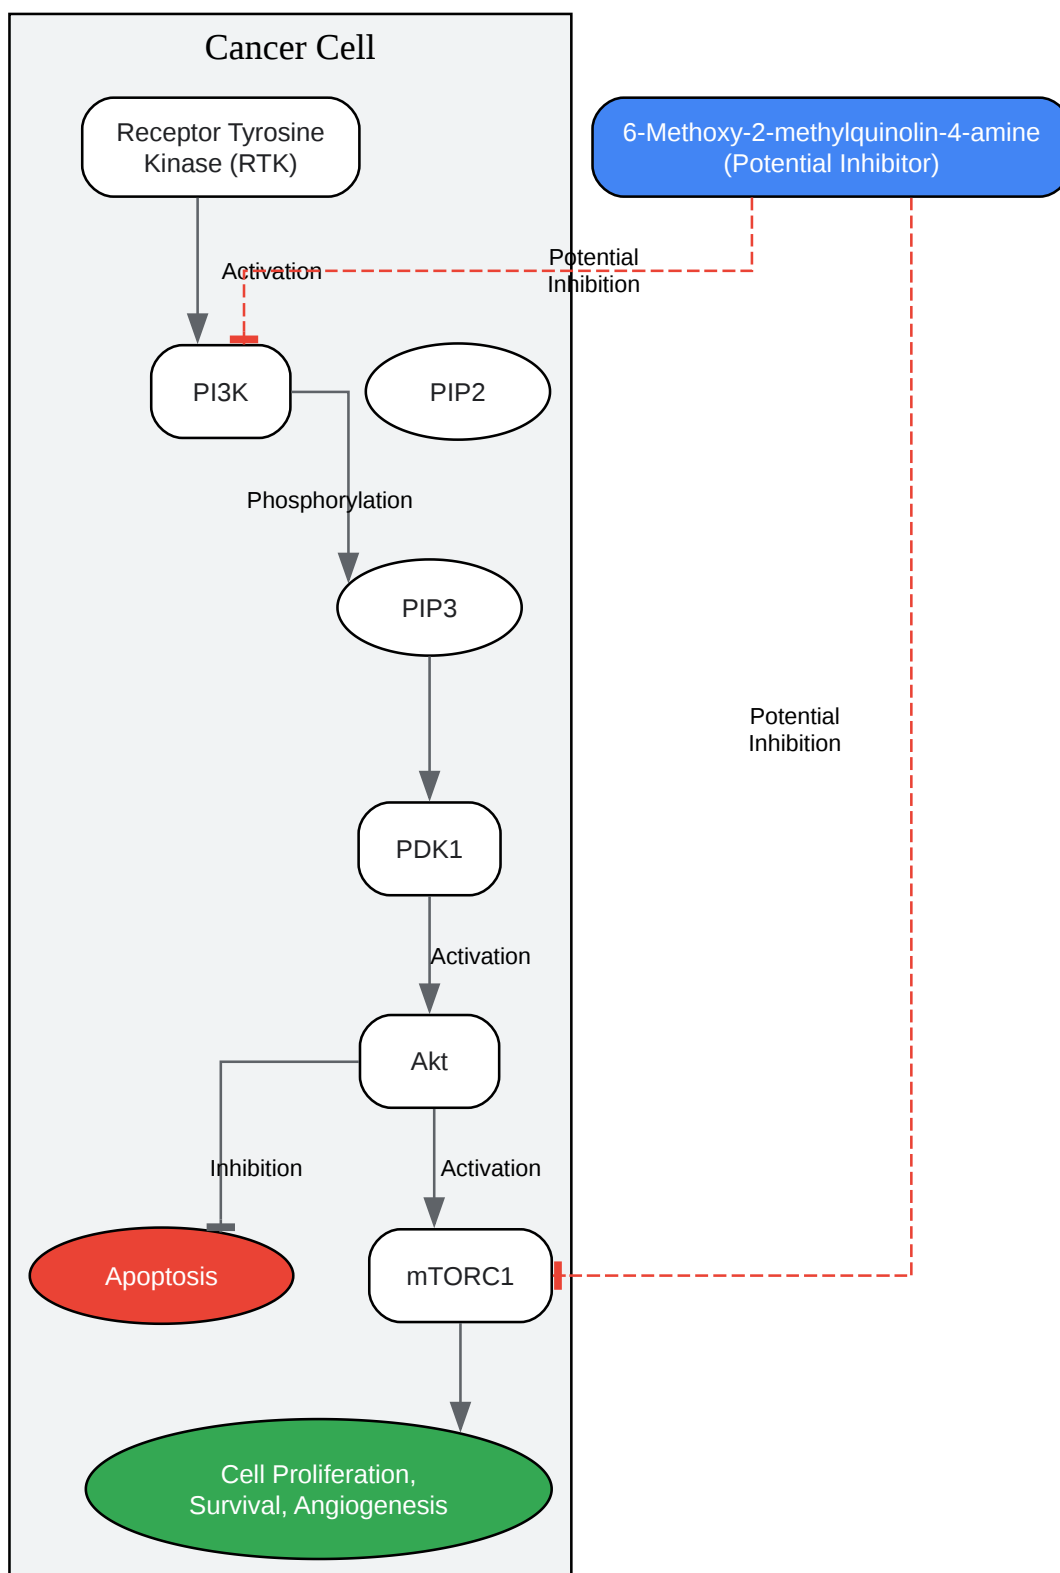 Cancer Cell
Receptor Tyrosine
Kinase (RTK)
6-Methoxy-2-methylquinolin-4-amine
(Potential Inhibitor)
Activation
Potential
Inhibition
PI3K
PIP2
Phosphorylation
PIP3
Potential
Inhibition
PDK1
Activation
Akt
Inhibition
Activation
Apoptosis
mTORC1
Cell Proliferation,
Survival, Angiogenesis